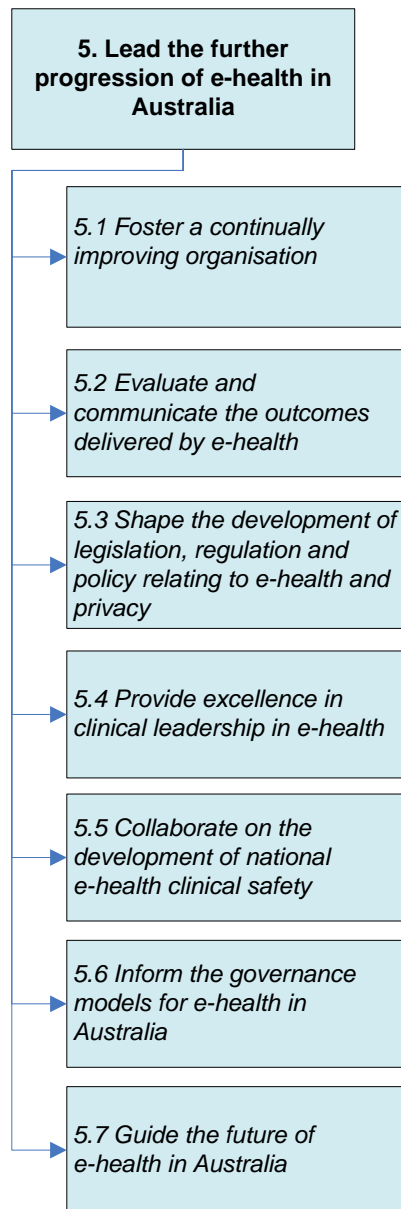 5. Lead the further
progression of e-health in
Australia
5.1 Foster a continually
improving organisation
5.2 Evaluate and
communicate the outcomes
delivered by e-health
5.3 Shape the development of
legislation, regulation and
policy relating to e-health and
privacy
5.4 Provide excellence in
clinical leadership in e-health
5.5 Collaborate on the
development of national
e-health clinical safety
5.6 Inform the governance
models for e-health in
Australia
5.7 Guide the future of
e-health in Australia